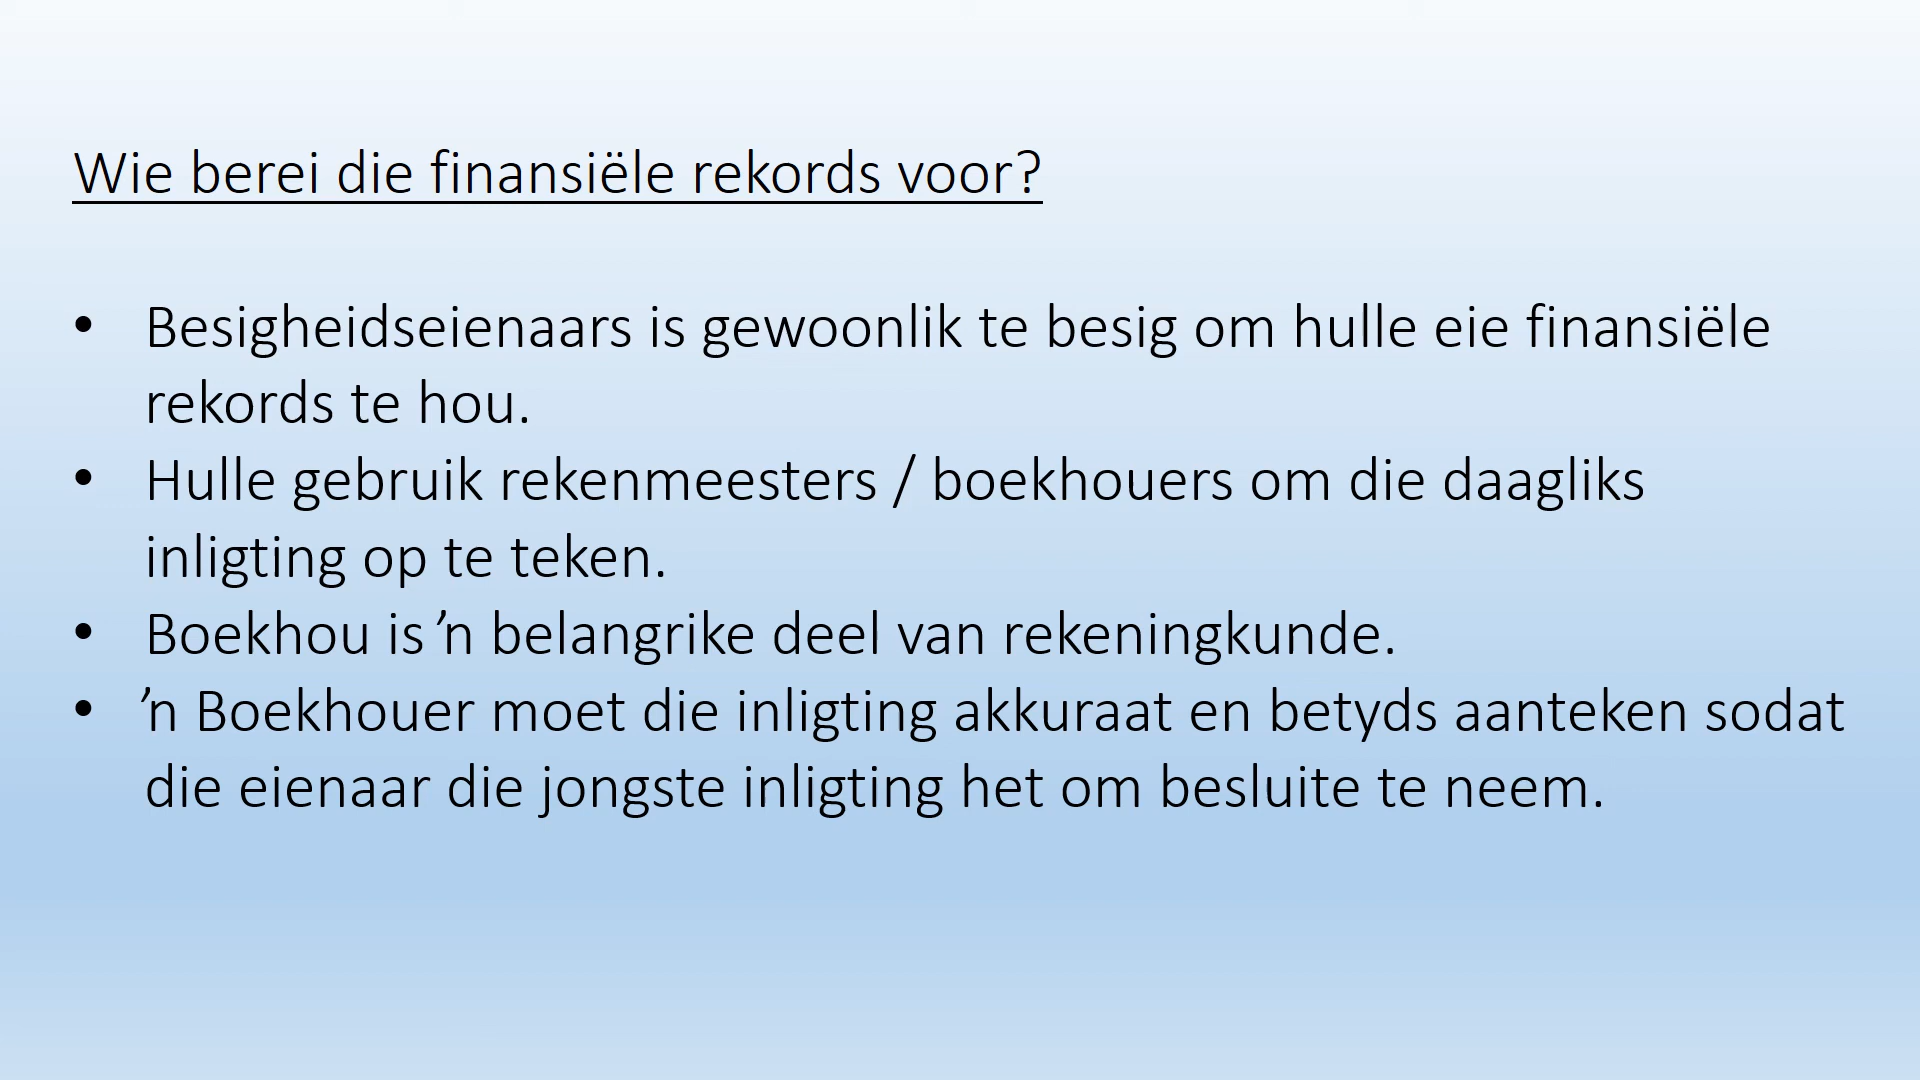 Wie berei die finansiële rekords voor?
• Besigheidseienaars is gewoonlik te besig om hulle eie finansiële
rekords te hou.
• Hulle gebruik rekenmeesters / boekhouers om die daagliks
inligting op te teken.
• Boekhou is ’n belangrike deel van rekeningkunde.
• ’n Boekhouer moet die inligting akkuraat en betyds aanteken sodat
die eienaar die jongste inligting het om besluite te neem.